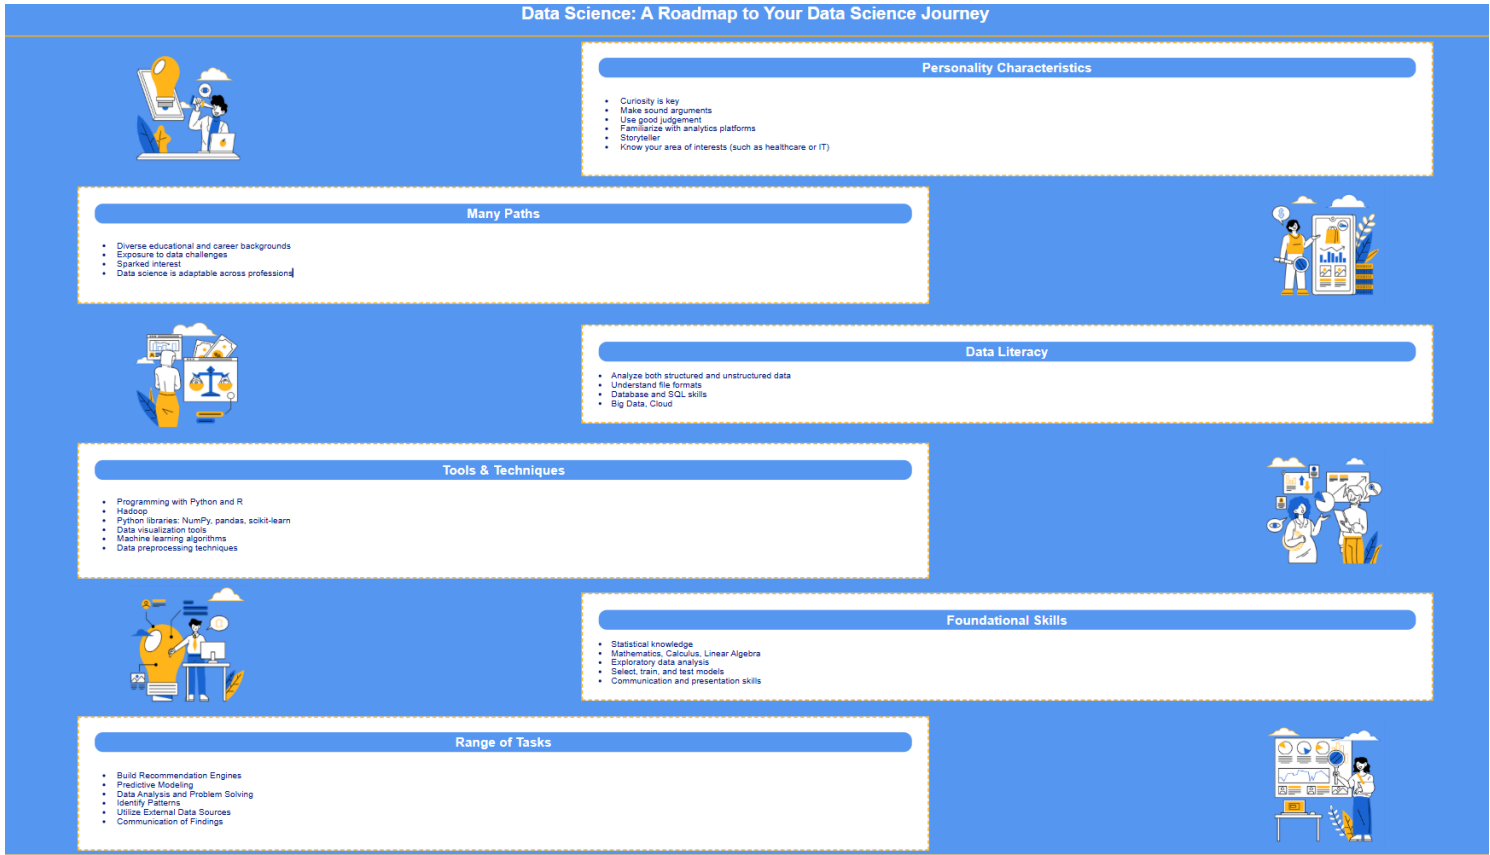 Data Science: A Roadmap to Your Data Science Journey
Personality Characteristics
• Curiosity is key
• Make sound arguments
• Use good judgement
• Familiarize with analytics platforms
• Storyteller
• Know your area of interests (such as healthcare or IT)
Many Paths
• Diverse educational and career backgrounds
• Exposure to data challenges
• Sparked interest
• Data science is adaptable across professions
Data Literacy
• Analyze both structured and unstructured data
• Understand file formats
• Database and SQL skills
• Big Data, Cloud
Tools & Techniques
• Programming with Python and R
• Hadoop
• Python libraries: NumPy, pandas, scikit-learn
• Data visualization tools
• Machine learning algorithms
• Data preprocessing techniques
Foundational Skills
• Statistical knowledge
• Mathematics, Calculus, Linear Algebra
• Exploratory data analysis
• Select, train, and test models
• Communication and presentation skills
Range of Tasks
• Build Recommendation Engines
• Predictive Modeling
• Data Analysis and Problem Solving
• Identify Patterns
• Utilize External Data Sources
• Communication of Findings